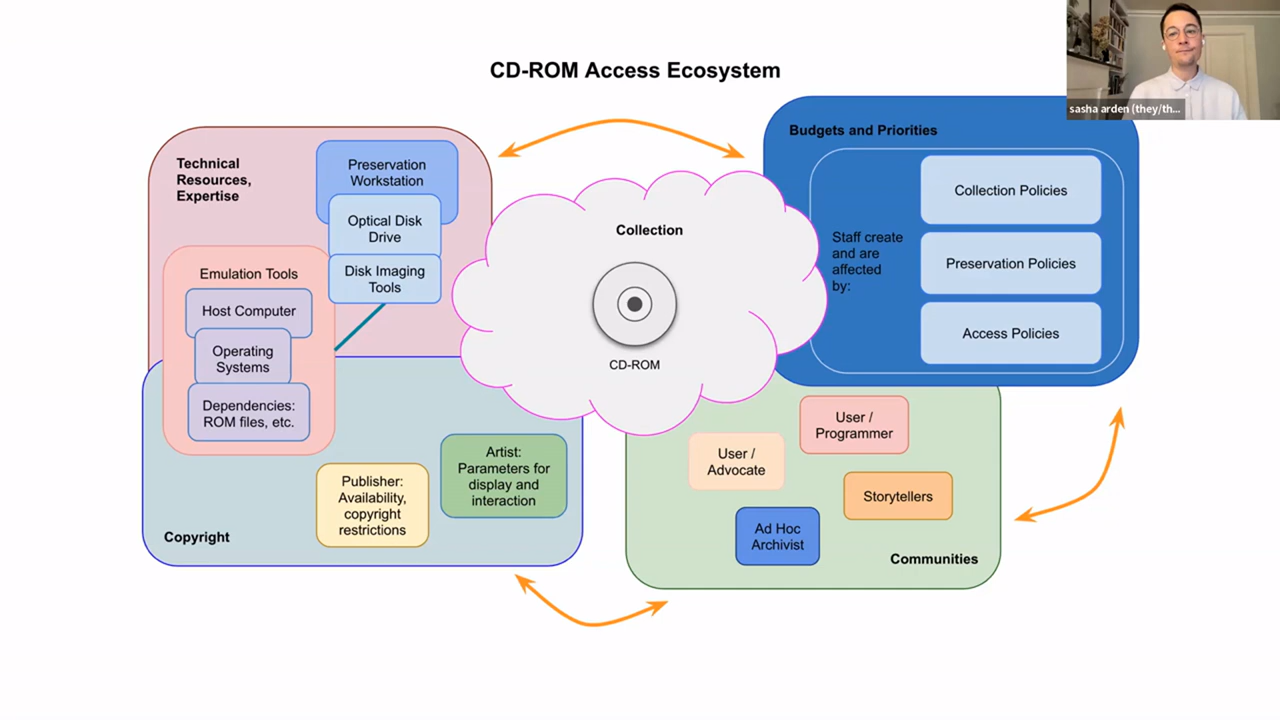 CD-ROM Access Ecosystem
sasha arden (they/th...
Technical
Resources,
Expertise
Preservation
Workstation
Optical Disk
Drive
Disk Imaging
Tools
Emulation Tools
Host Computer
Operating
Systems
Dependencies:
ROM files, etc.
Collection
CD-ROM
Budgets and Priorities
Staff create
and are
affected
by:
Collection Policies
Preservation Policies
Access Policies
Copyright
Publisher:
Availability,
copyright
restrictions
Artist:
Parameters for
display and
interaction
User /
Programmer
User /
Advocate
Storytellers
Ad Hoc
Archivist
Communities